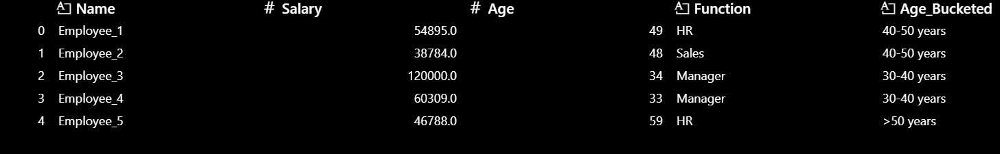 Name # Salary # Age Function Age_Bucketed
0 Employee_1 54895.0 49 HR 40-50 years
1 Employee_2 38784.0 48 Sales 40-50 years
2 Employee_3 120000.0 34 Manager 30-40 years
3 Employee_4 60309.0 33 Manager 30-40 years
4 Employee_5 46788.0 59 HR >50 years